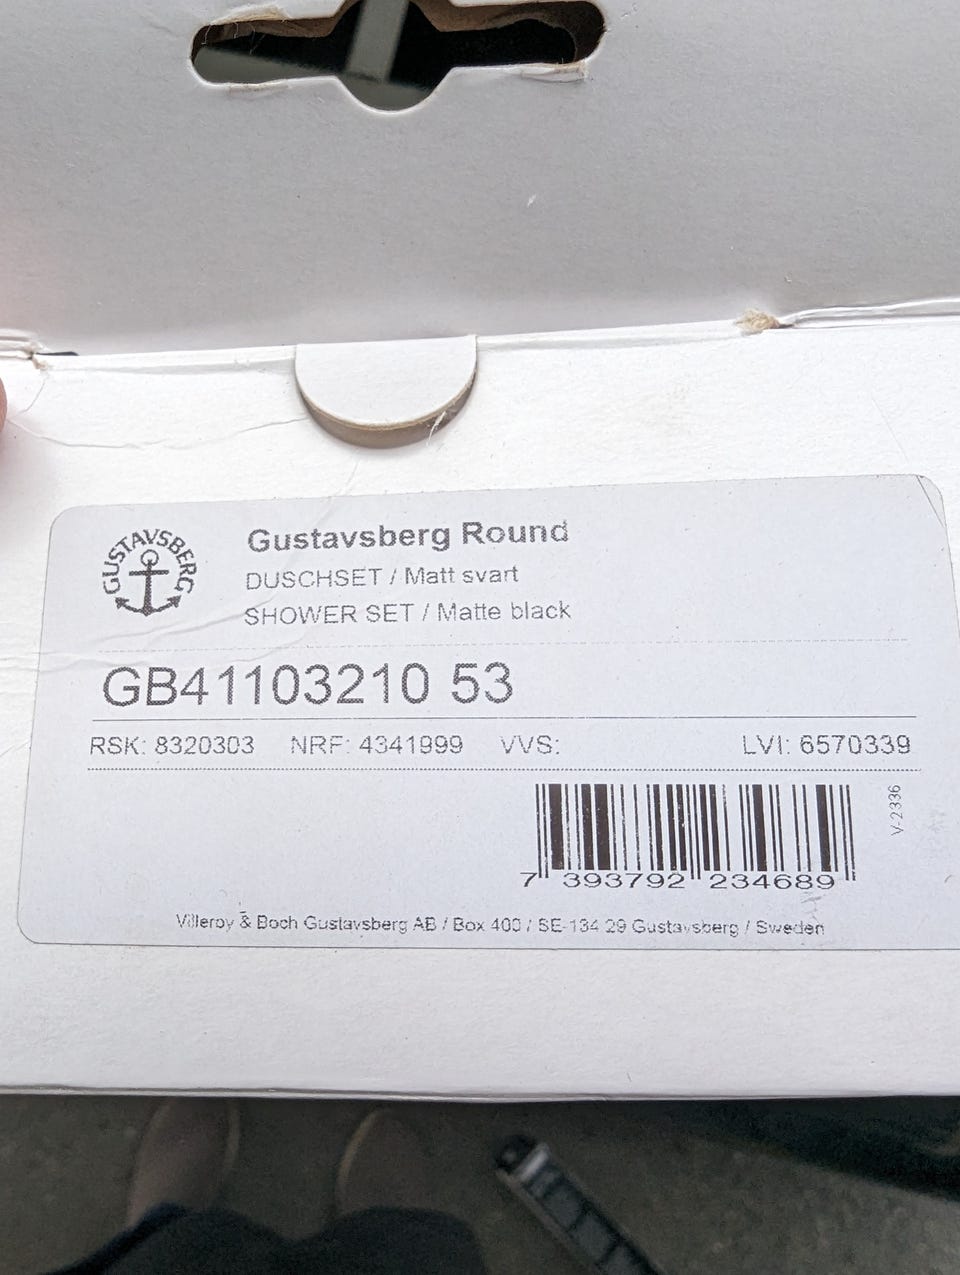 GUSTAVSBERG
Gustavsberg Round
DUSCHSET / Matt svart
SHOWER SET / Matte black
GB41103210 53
RSK: 8320303 NRF: 4341999 VVS: LVI: 6570339
V-2336
7 393792 234689
Villeroy & Boch Gustavsberg AB / Box 400 / SE-134 29 Gustavsberg / Sweden